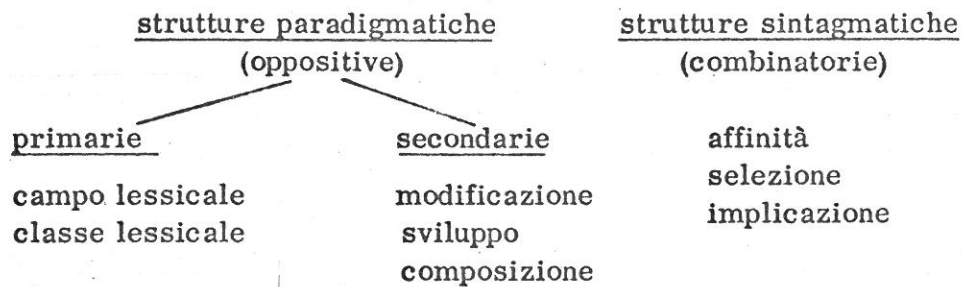 strutture paradigmatiche
(oppositive)
primarie
campo lessicale
classe lessicale
secondarie
modificazione
sviluppo
composizione
strutture sintagmatiche
(combinatorie)
affinità
selezione
implicazione